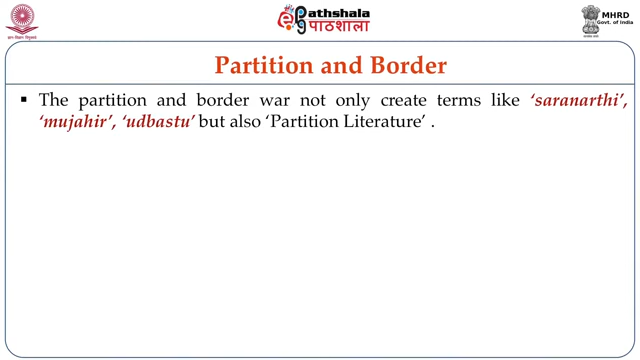 Pathshala
पाठशाला
MHRD
Govt. of India
Partition and Border
▪ The partition and border war not only create terms like ‘saranarthi’,
‘mujahir’, ‘udbastu’ but also ‘Partition Literature’ .